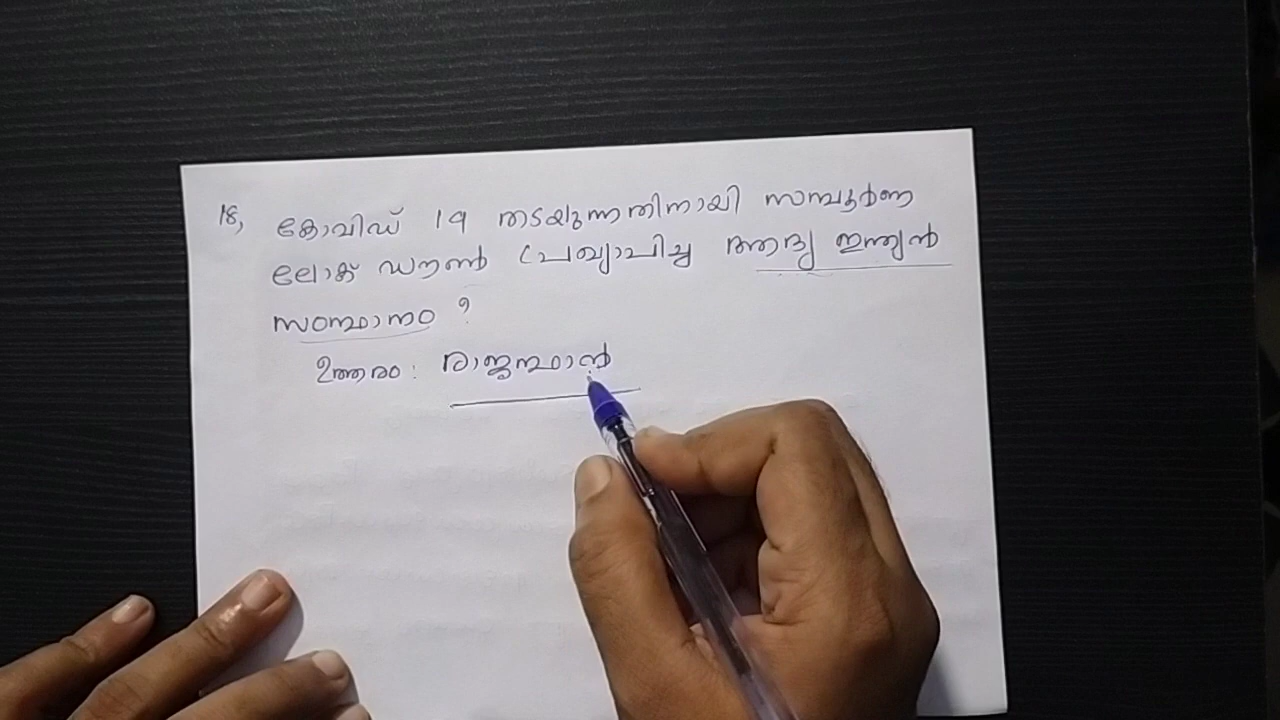 18, കോവിഡ് 19 തടയുന്നതിനായി സമ്പൂർണ
ലോക് ഡൗൺ പ്രഖ്യാപിച്ച ആദ്യ ഇന്ത്യൻ
സംസ്ഥാനം ?
ഉത്തരം : രാജസ്ഥാൻ